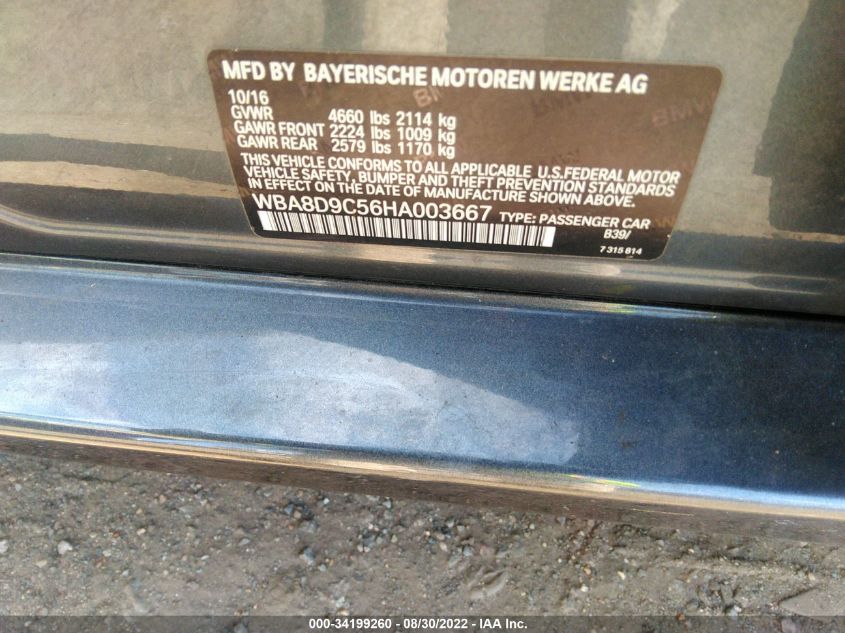 MFD BY BAYERISCHE MOTOREN WERKE AG
10/16
GVWR 4660 lbs 2114 kg
GAWR FRONT 2224 lbs 1009 kg
GAWR REAR 2579 lbs 1170 kg
THIS VEHICLE CONFORMS TO ALL APPLICABLE U.S.FEDERAL MOTOR
VEHICLE SAFETY, BUMPER AND THEFT PREVENTION STANDARDS
IN EFFECT ON THE DATE OF MANUFACTURE SHOWN ABOVE.
WBA8D9C56HA003667 TYPE: PASSENGER CAR
B39/
7 315 814
000-34199260 - 08/30/2022 - IAA Inc.